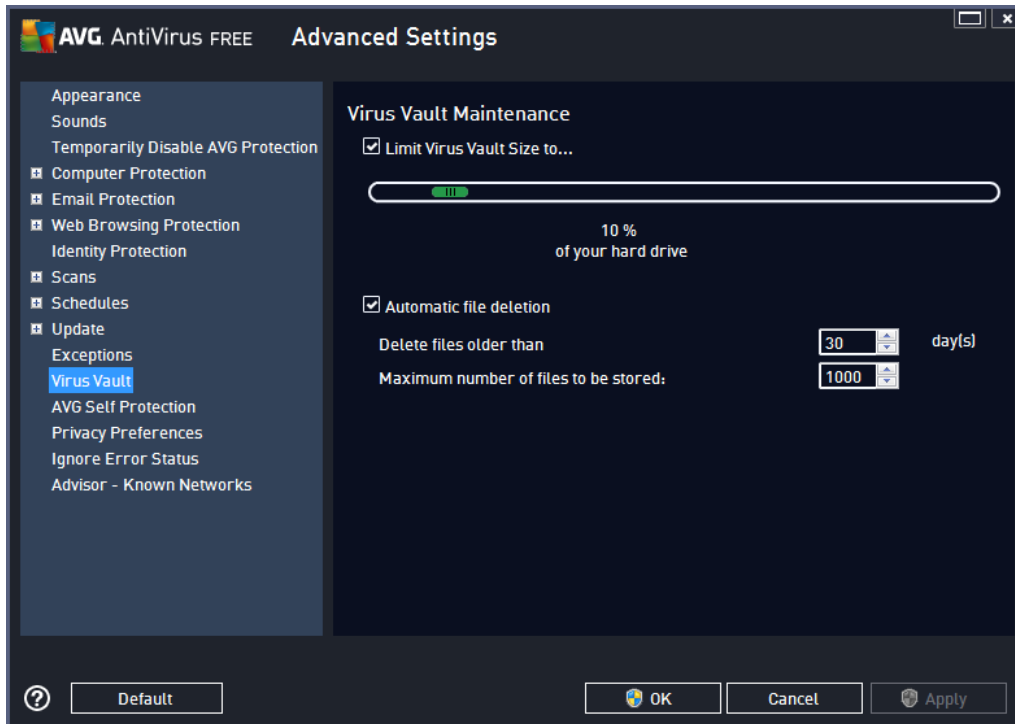 AVG. AntiVirus FREE Advanced Settings
Appearance
Sounds
Temporarily Disable AVG Protection
Computer Protection
Email Protection
Web Browsing Protection
Identity Protection
Scans
Schedules
Update
Exceptions
Virus Vault
AVG Self Protection
Privacy Preferences
Ignore Error Status
Advisor - Known Networks
Virus Vault Maintenance
Limit Virus Vault Size to...
10 %
of your hard drive
Automatic file deletion
Delete files older than 30 day(s)
Maximum number of files to be stored: 1000
? Default OK Cancel Apply